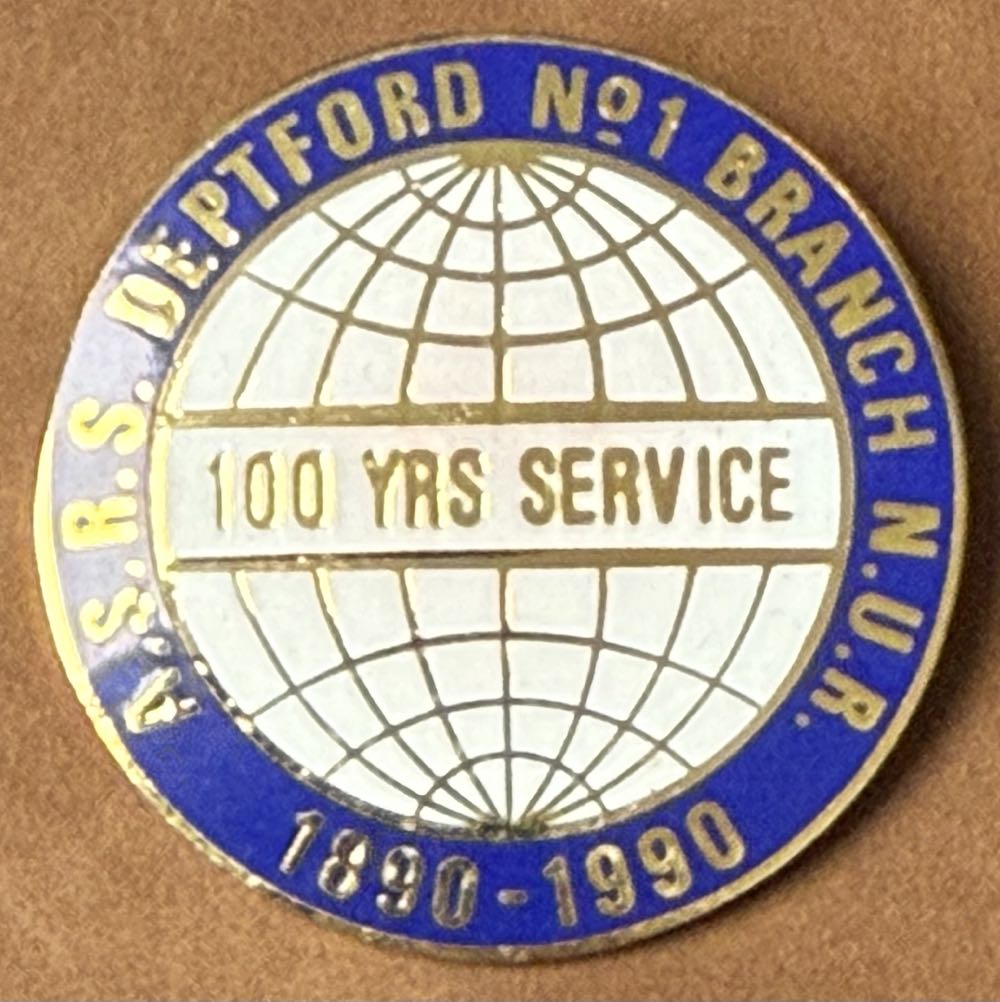 A.S.R.S. DEPTFORD Nº1 BRANCH N.U.R.
100 YRS SERVICE
1890-1990